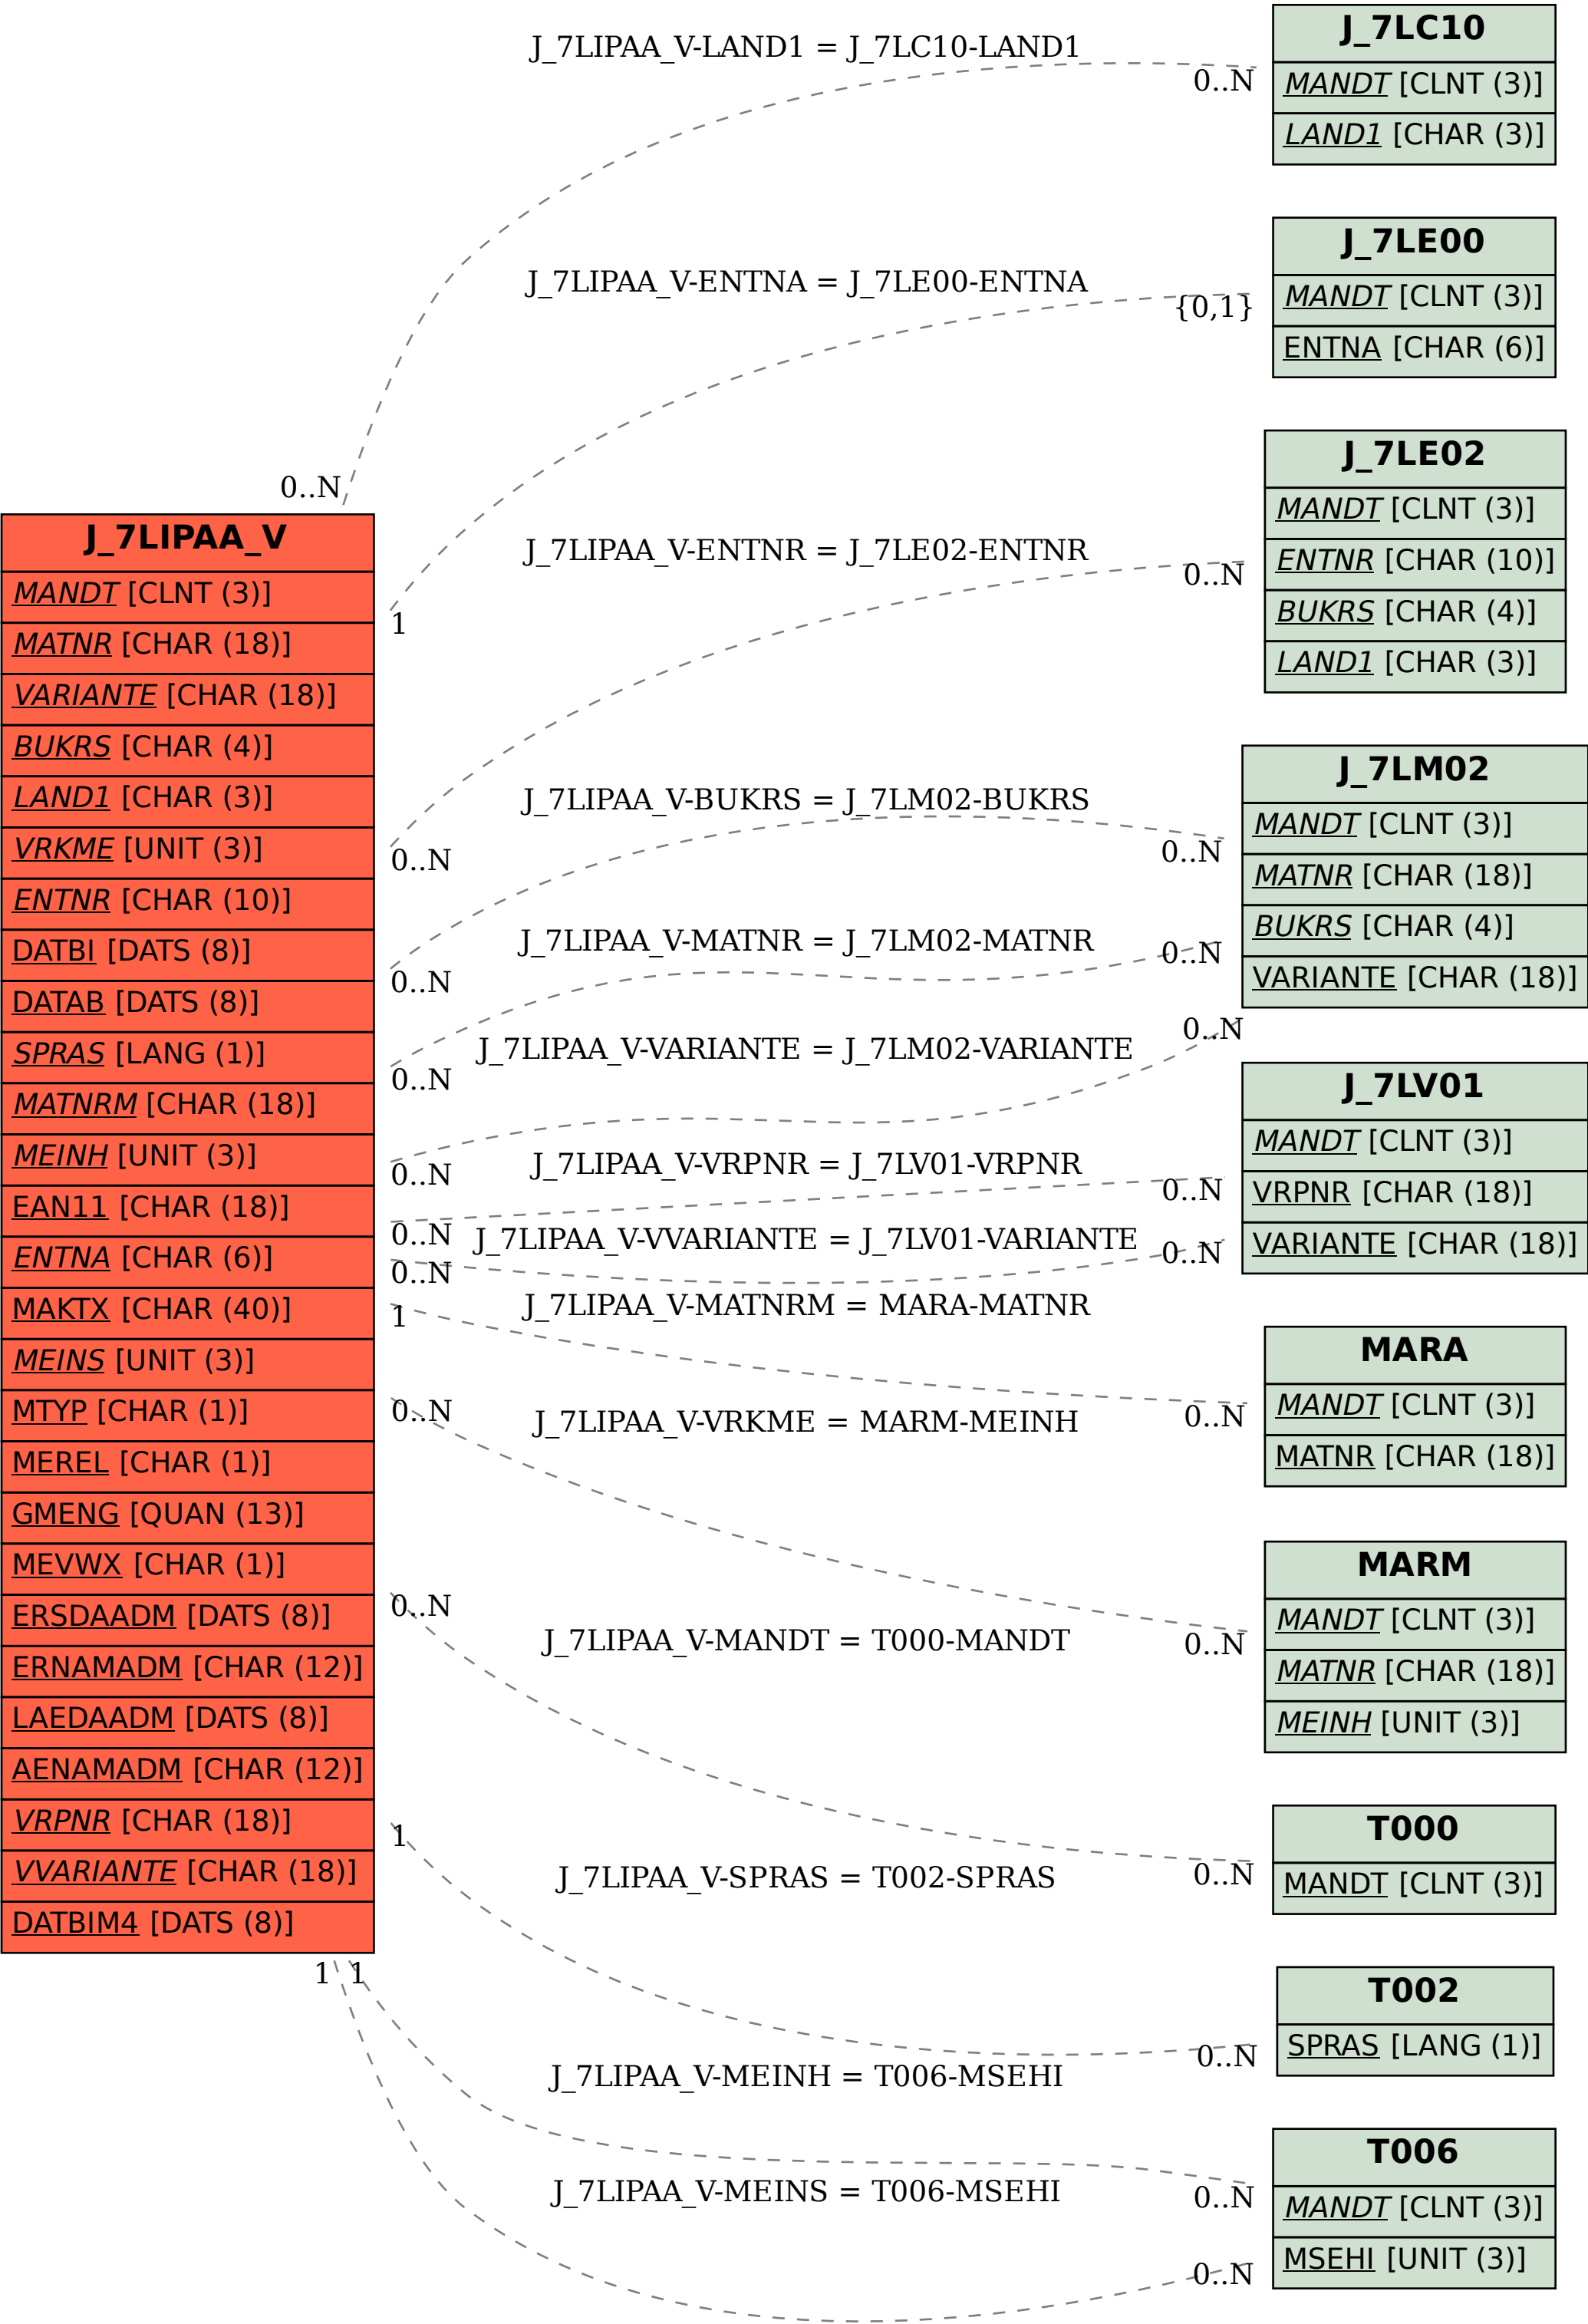 J_7LIPAA_V
MANDT [CLNT (3)]
MATNR [CHAR (18)]
VARIANTE [CHAR (18)]
BUKRS [CHAR (4)]
LAND1 [CHAR (3)]
VRKME [UNIT (3)]
ENTNR [CHAR (10)]
DATBI [DATS (8)]
DATAB [DATS (8)]
SPRAS [LANG (1)]
MATNRM [CHAR (18)]
MEINH [UNIT (3)]
EAN11 [CHAR (18)]
ENTNA [CHAR (6)]
MAKTX [CHAR (40)]
MEINS [UNIT (3)]
MTYP [CHAR (1)]
MEREL [CHAR (1)]
GMENG [QUAN (13)]
MEVWX [CHAR (1)]
ERSDAADM [DATS (8)]
ERNAMADM [CHAR (12)]
LAEDAADM [DATS (8)]
AENAMADM [CHAR (12)]
VRPNR [CHAR (18)]
VVARIANTE [CHAR (18)]
DATBIM4 [DATS (8)]
J_7LIPAA_V-LAND1 = J_7LC10-LAND1
0..N
0..N
J_7LIPAA_V-ENTNA = J_7LE00-ENTNA
{0,1}
1
J_7LIPAA_V-ENTNR = J_7LE02-ENTNR
0..N
0..N
J_7LIPAA_V-BUKRS = J_7LM02-BUKRS
0..N
0..N
J_7LIPAA_V-MATNR = J_7LM02-MATNR
0..N
0..N
J_7LIPAA_V-VARIANTE = J_7LM02-VARIANTE
0..N
0..N
J_7LIPAA_V-VRPNR = J_7LV01-VRPNR
0..N
0..N
J_7LIPAA_V-VVARIANTE = J_7LV01-VARIANTE
0..N
0..N
J_7LIPAA_V-MATNRM = MARA-MATNR
1
0..N
J_7LIPAA_V-VRKME = MARM-MEINH
0..N
0..N
J_7LIPAA_V-MANDT = T000-MANDT
0..N
0..N
J_7LIPAA_V-SPRAS = T002-SPRAS
1
0..N
J_7LIPAA_V-MEINH = T006-MSEHI
1
0..N
J_7LIPAA_V-MEINS = T006-MSEHI
1
0..N
J_7LC10
MANDT [CLNT (3)]
LAND1 [CHAR (3)]
J_7LE00
MANDT [CLNT (3)]
ENTNA [CHAR (6)]
J_7LE02
MANDT [CLNT (3)]
ENTNR [CHAR (10)]
BUKRS [CHAR (4)]
LAND1 [CHAR (3)]
J_7LM02
MANDT [CLNT (3)]
MATNR [CHAR (18)]
BUKRS [CHAR (4)]
VARIANTE [CHAR (18)]
J_7LV01
MANDT [CLNT (3)]
VRPNR [CHAR (18)]
VARIANTE [CHAR (18)]
MARA
MANDT [CLNT (3)]
MATNR [CHAR (18)]
MARM
MANDT [CLNT (3)]
MATNR [CHAR (18)]
MEINH [UNIT (3)]
T000
MANDT [CLNT (3)]
T002
SPRAS [LANG (1)]
T006
MANDT [CLNT (3)]
MSEHI [UNIT (3)]